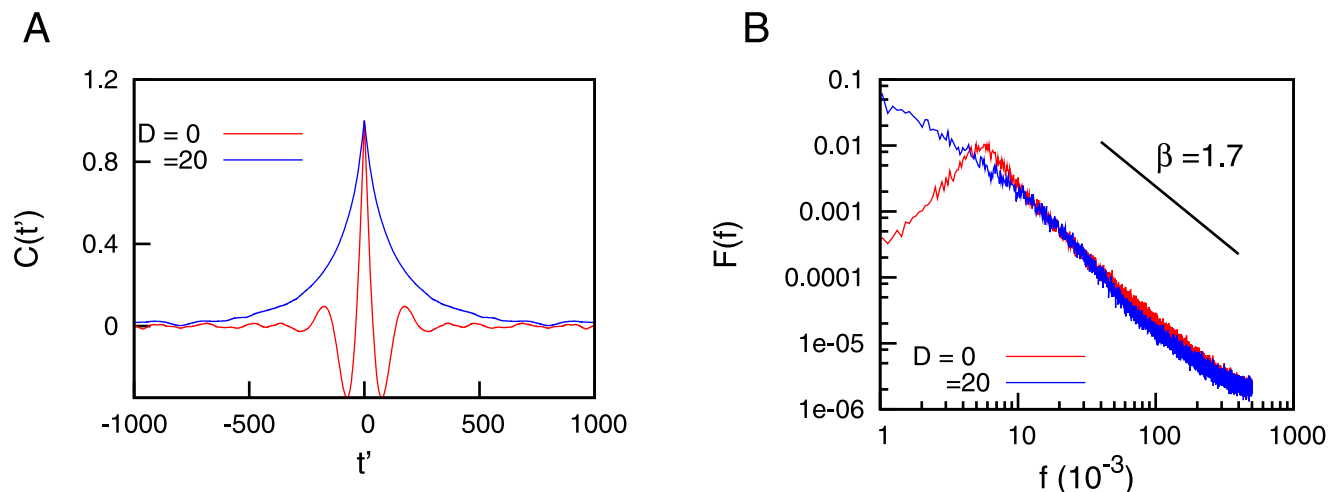 A
C(t')
1.2
0.8
0.4
0
D = 0
=20
-1000
-500
0
500
1000
t'
B
F(f)
0.1
0.01
0.001
0.0001
1e-05
1e-06
β =1.7
D = 0
=20
1
10
100
1000
f (10⁻³)